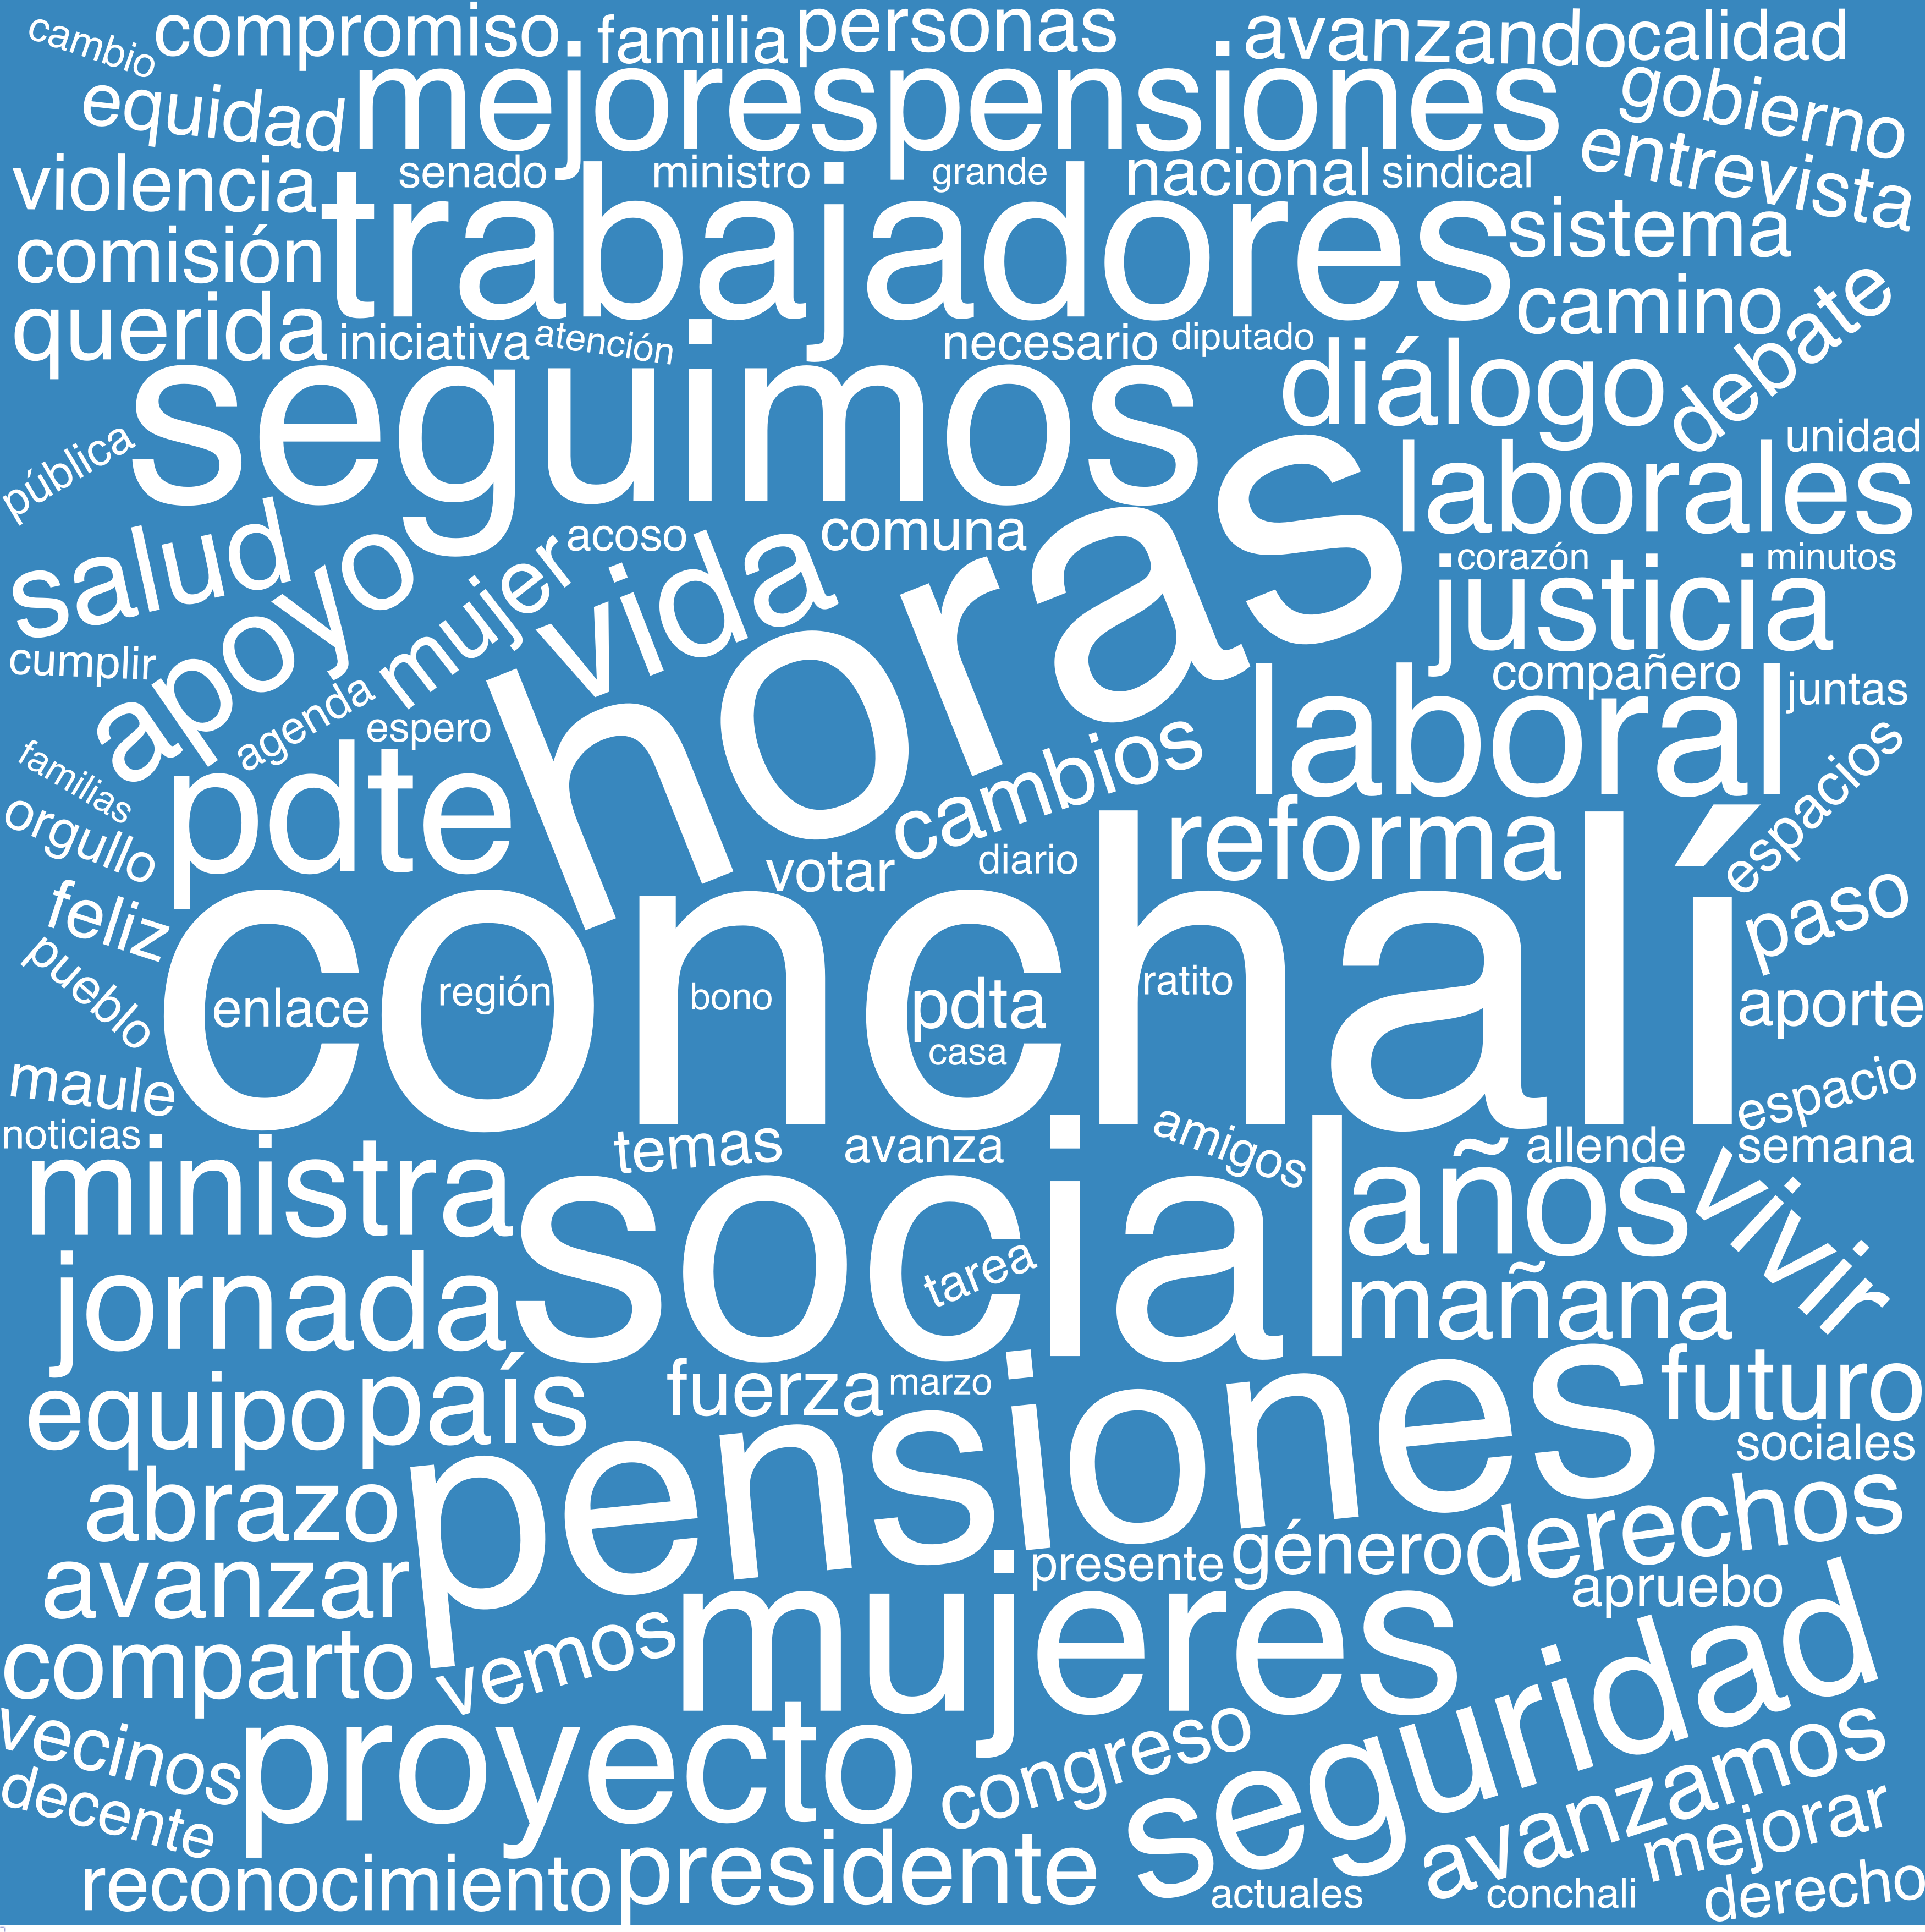 cambio compromiso familia personas avanzando calidad
equidad mejorespensiones gobierno
violencia senado ministro grande nacional sindical entrevista
comisión trabajadores sistema
querida iniciativa atención necesario diputado camino debate
seguimos diálogo
pública laborales unidad
salud apoyo mujer acoso vida comuna horas justicia corazón minutos
cumplir agenda espero laboral compañero juntas
familias pdte cambios reforma espacios
orgullo votar diario
feliz conchalí paso
pueblo enlace región bono pdta casa ratito aporte
maule espacio
noticias ministra temas avanza amigos años allende semana
jornada social tarea mañana vivir
equipo país fuerza marzo futuro
sociales
abrazo pensiones derechos
avanzar presente género apruebo
comparto vemos mujeres seguridad
vecinos proyecto congreso avanzamos
decente mejorar
reconocimiento presidente actuales conchali derecho